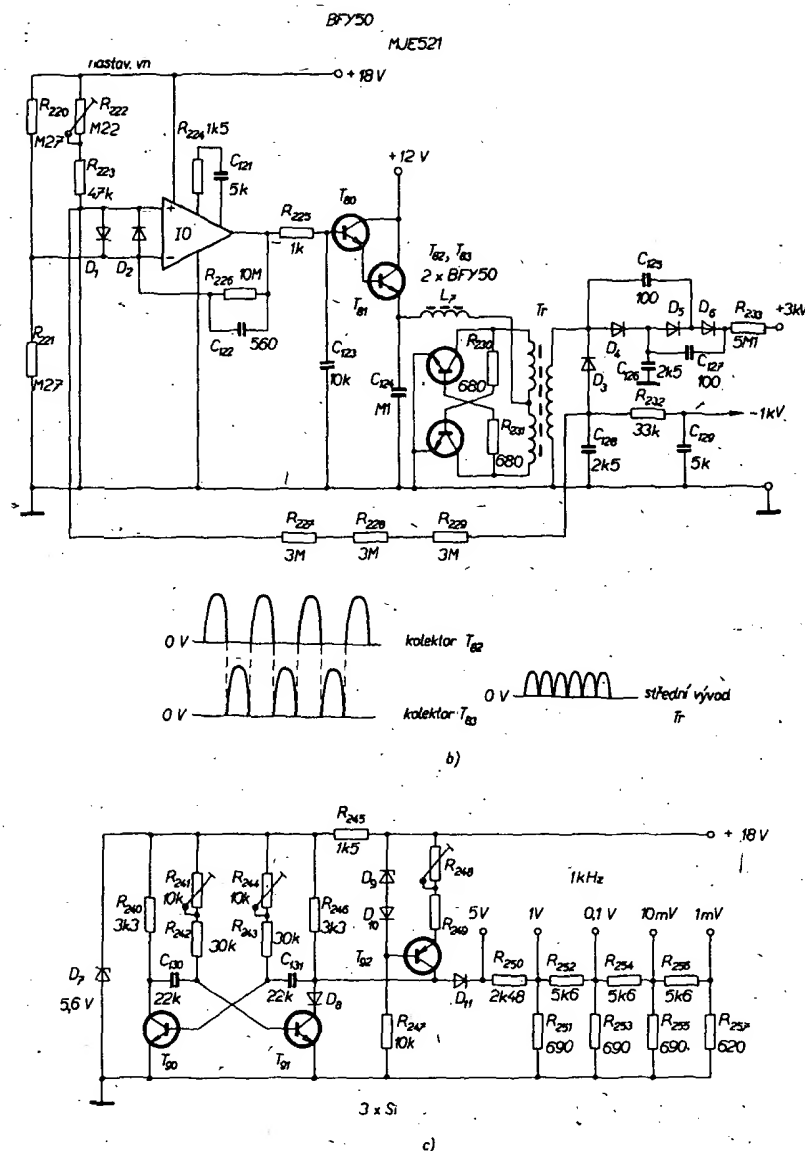 BFY50
MJE521
nastav. vn
+18V
R220
M27
R222
M22
R223
47k
R224 1k5
C121
5k
+12 V
+
IO
-
D1
D2
R225
1k
T80
T81
T82, T83
2 x BFY50
L7
Tr
R226 10M
C122
560
C123
10k
C124
M1
R230
680
R231
680
C125
100
D4
D5
D6
R233
5M1
+3kV
D3
C126
2k5
C127
100
R232
33k
-1kV
C128
2k5
C129
5k
R221
M27
R227
3M
R228
3M
R229
3M
0 V
kolektor T82
0 V
kolektor T83
0 V
střední vývod
Tr
b)
R245
1k5
+18V
R240
3k3
R241
10k
R242
30k
R244
10k
R243
30k
R246
3k3
D9
D10
R248
R249
1kHz
5V
1V
0,1 V
10mV
1mV
D7
5,6 V
C130
22k
C131
22k
D8
T92
D11
R250
2k48
R252
5k6
R254
5k6
R256
5k6
T90
T91
R247
10k
R251
690
R253
690
R255
690
R257
620
3 x Si
c)